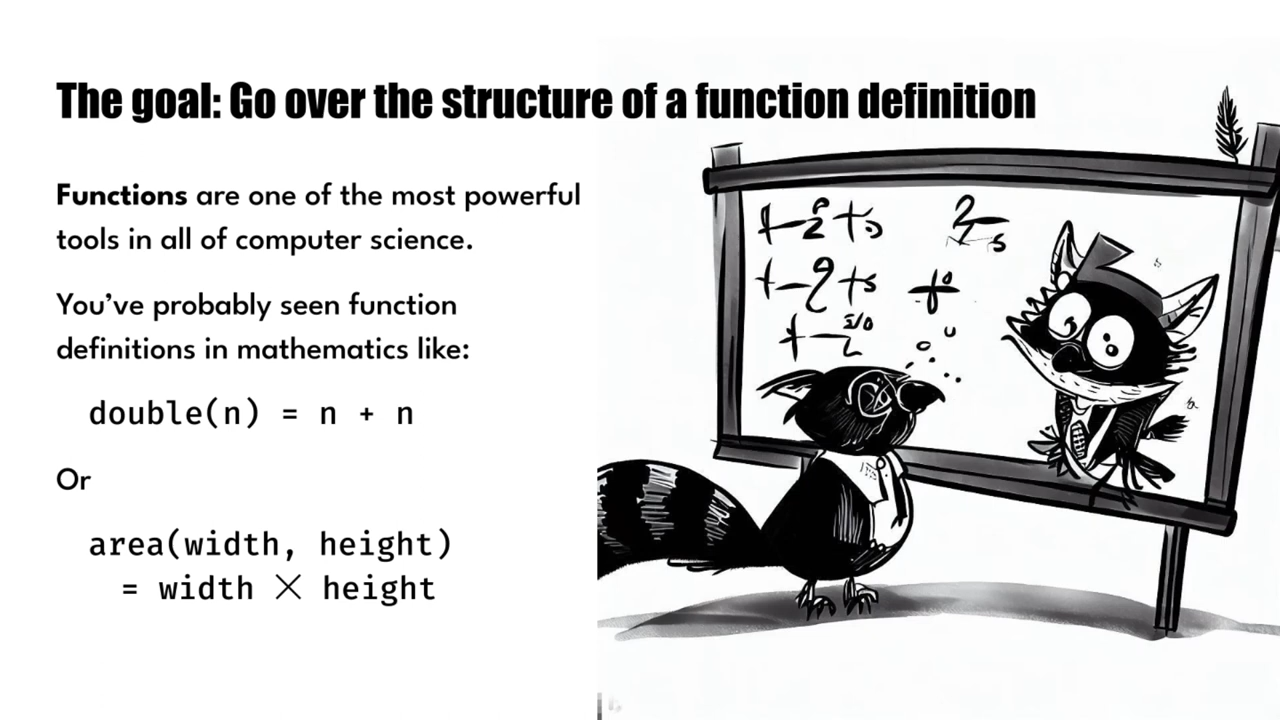 The goal: Go over the structure of a function definition
Functions are one of the most powerful
tools in all of computer science.
You’ve probably seen function
definitions in mathematics like:
double(n) = n + n
Or
area(width, height)
= width × height